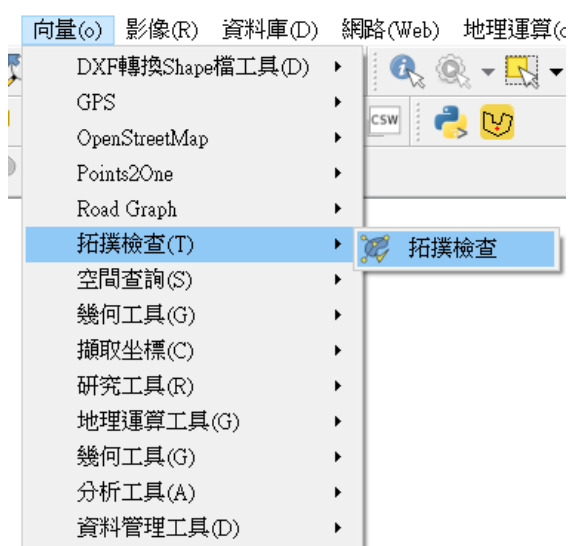 向量(o) 影像(R) 資料庫(D) 網路(Web) 地理運算(
DXF轉換Shape檔工具(D)
GPS
CSW
OpenStreetMap
Points2One
Road Graph
拓撲檢查(T)
拓撲檢查
空間查詢(S)
幾何工具(G)
擷取坐標(C)
研究工具(R)
地理運算工具(G)
幾何工具(G)
分析工具(A)
資料管理工具(D)